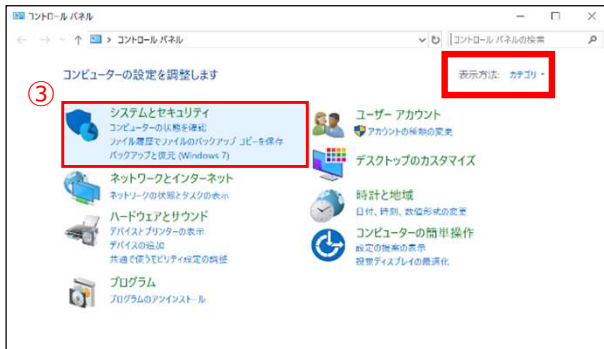 コントロール パネル
コントロール パネル
コントロール パネルの検索
コンピューターの設定を調整します
表示方法: カテゴリ
③
システムとセキュリティ
コンピューターの状態を確認
ファイル履歴でファイルのバックアップ コピーを保存
バックアップと復元 (Windows 7)
ネットワークとインターネット
ネットワークの状態とタスクの表示
ハードウェアとサウンド
デバイスとプリンターの表示
デバイスの追加
共通で使うモビリティ設定の調整
プログラム
プログラムのアンインストール
ユーザー アカウント
アカウントの種類の変更
デスクトップのカスタマイズ
時計と地域
日付、時刻、数値形式の変更
コンピューターの簡単操作
設定の提案の表示
視覚ディスプレイの最適化